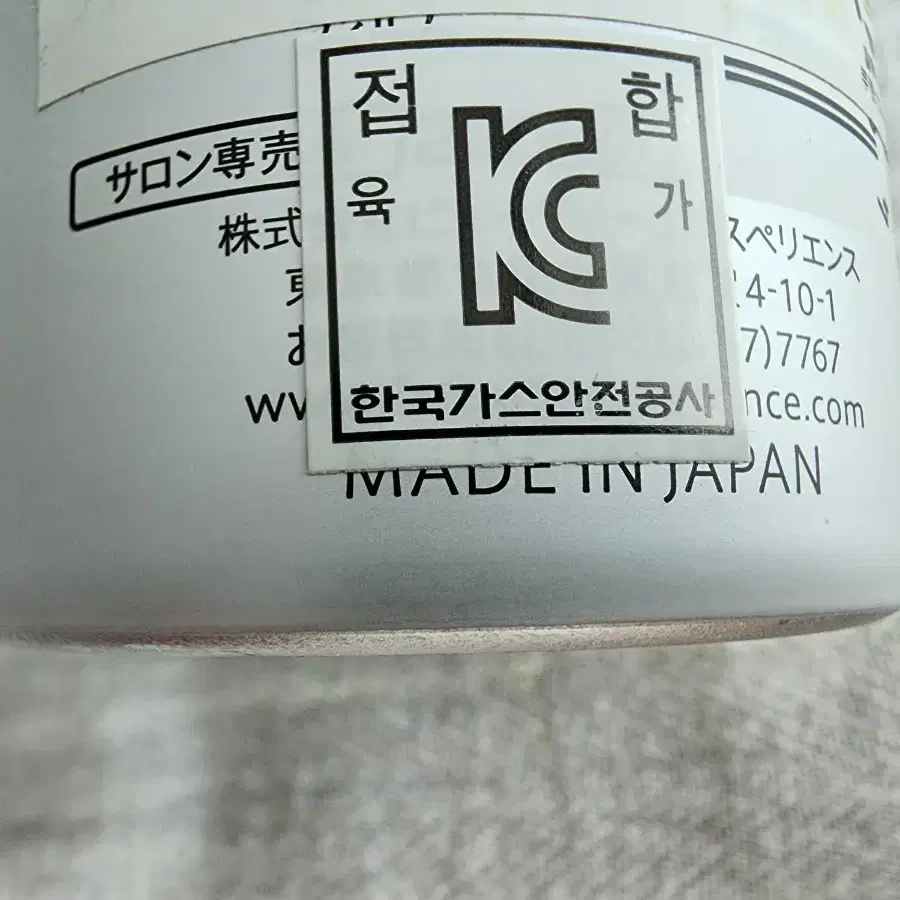 접 합
육 가
KC
한국가스안전공사
サロン専売
株式
スペリエンス
4-10-1
7)7767
nce.com
MADE IN JAPAN